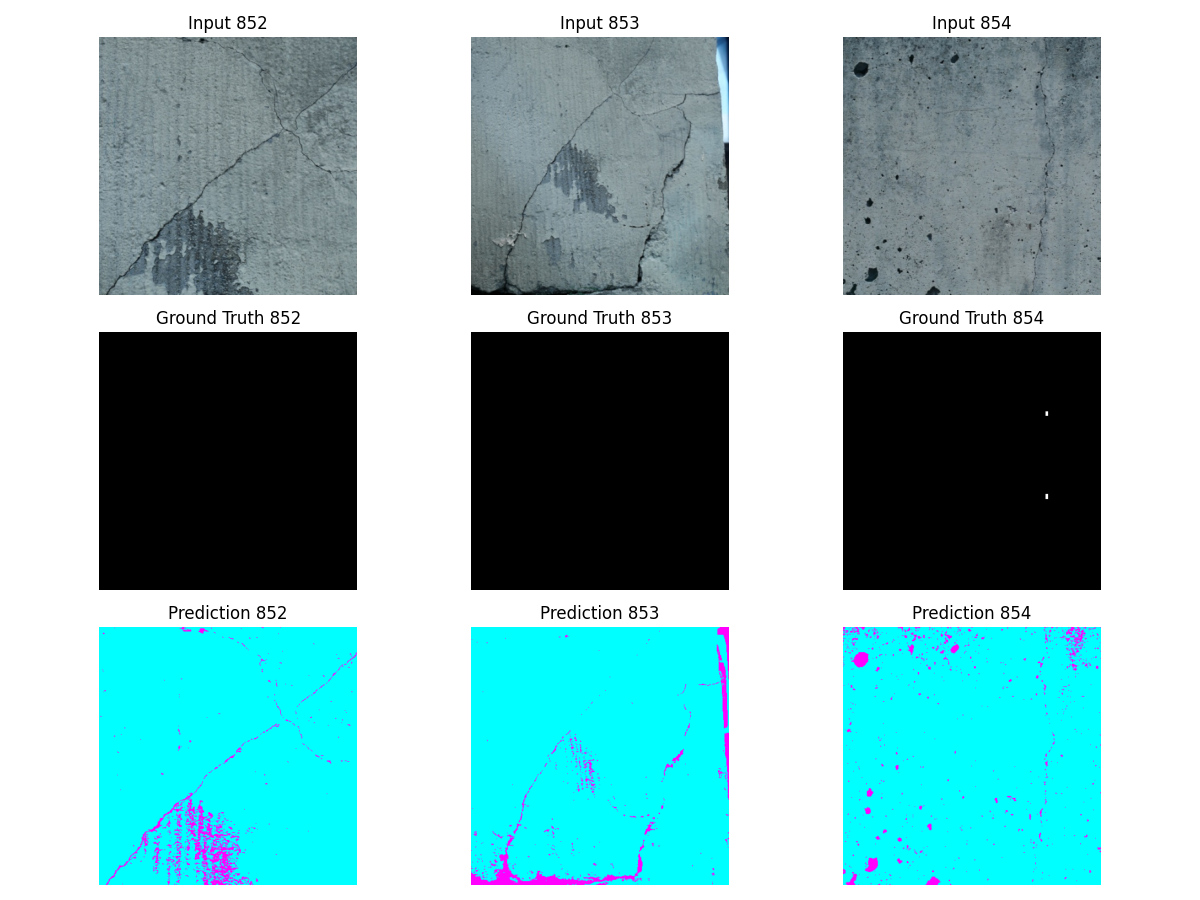 Input 852
Input 853
Input 854
Ground Truth 852
Ground Truth 853
Ground Truth 854
Prediction 852
Prediction 853
Prediction 854